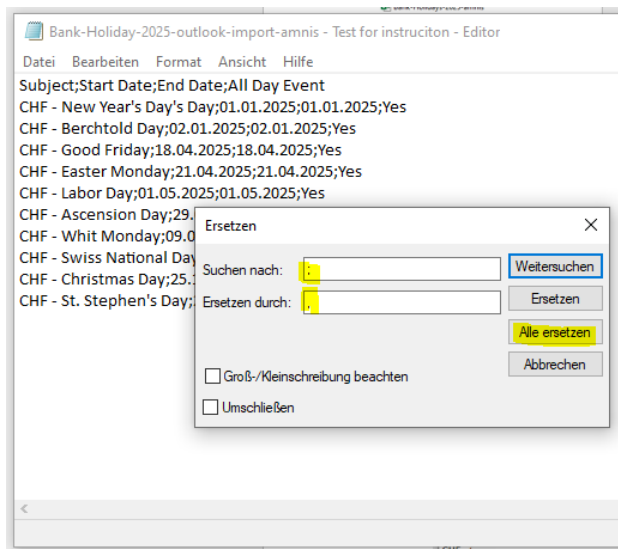 Bank-Holiday-2025-outlook-import-amnis - Test for instruciton - Editor
Datei Bearbeiten Format Ansicht Hilfe
Subject;Start Date;End Date;All Day Event
CHF - New Year's Day's Day;01.01.2025;01.01.2025;Yes
CHF - Berchtold Day;02.01.2025;02.01.2025;Yes
CHF - Good Friday;18.04.2025;18.04.2025;Yes
CHF - Easter Monday;21.04.2025;21.04.2025;Yes
CHF - Labor Day;01.05.2025;01.05.2025;Yes
CHF - Ascension Day;29.
CHF - Whit Monday;09.0
CHF - Swiss National Day
CHF - Christmas Day;25.1
CHF - St. Stephen's Day;
Ersetzen
Suchen nach: ; Weitersuchen
Ersetzen durch: , Ersetzen
Alle ersetzen
Abbrechen
Groß-/Kleinschreibung beachten
Umschließen